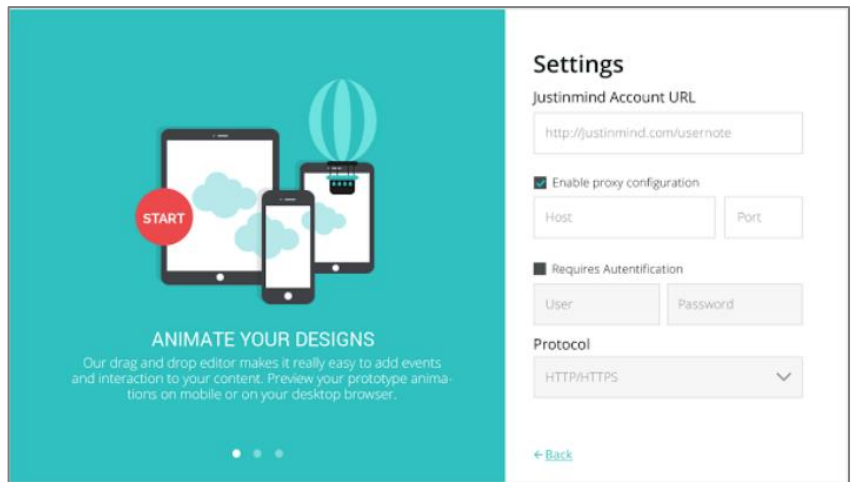 START
ANIMATE YOUR DESIGNS
Our drag and drop editor makes it really easy to add events
and interaction to your content. Preview your prototype anima-
tions on mobile or on your desktop browser.
Settings
Justinmind Account URL
http://justinmind.com/usernote
Enable proxy configuration
Host Port
Requires Autentification
User Password
Protocol
HTTP/HTTPS
← Back